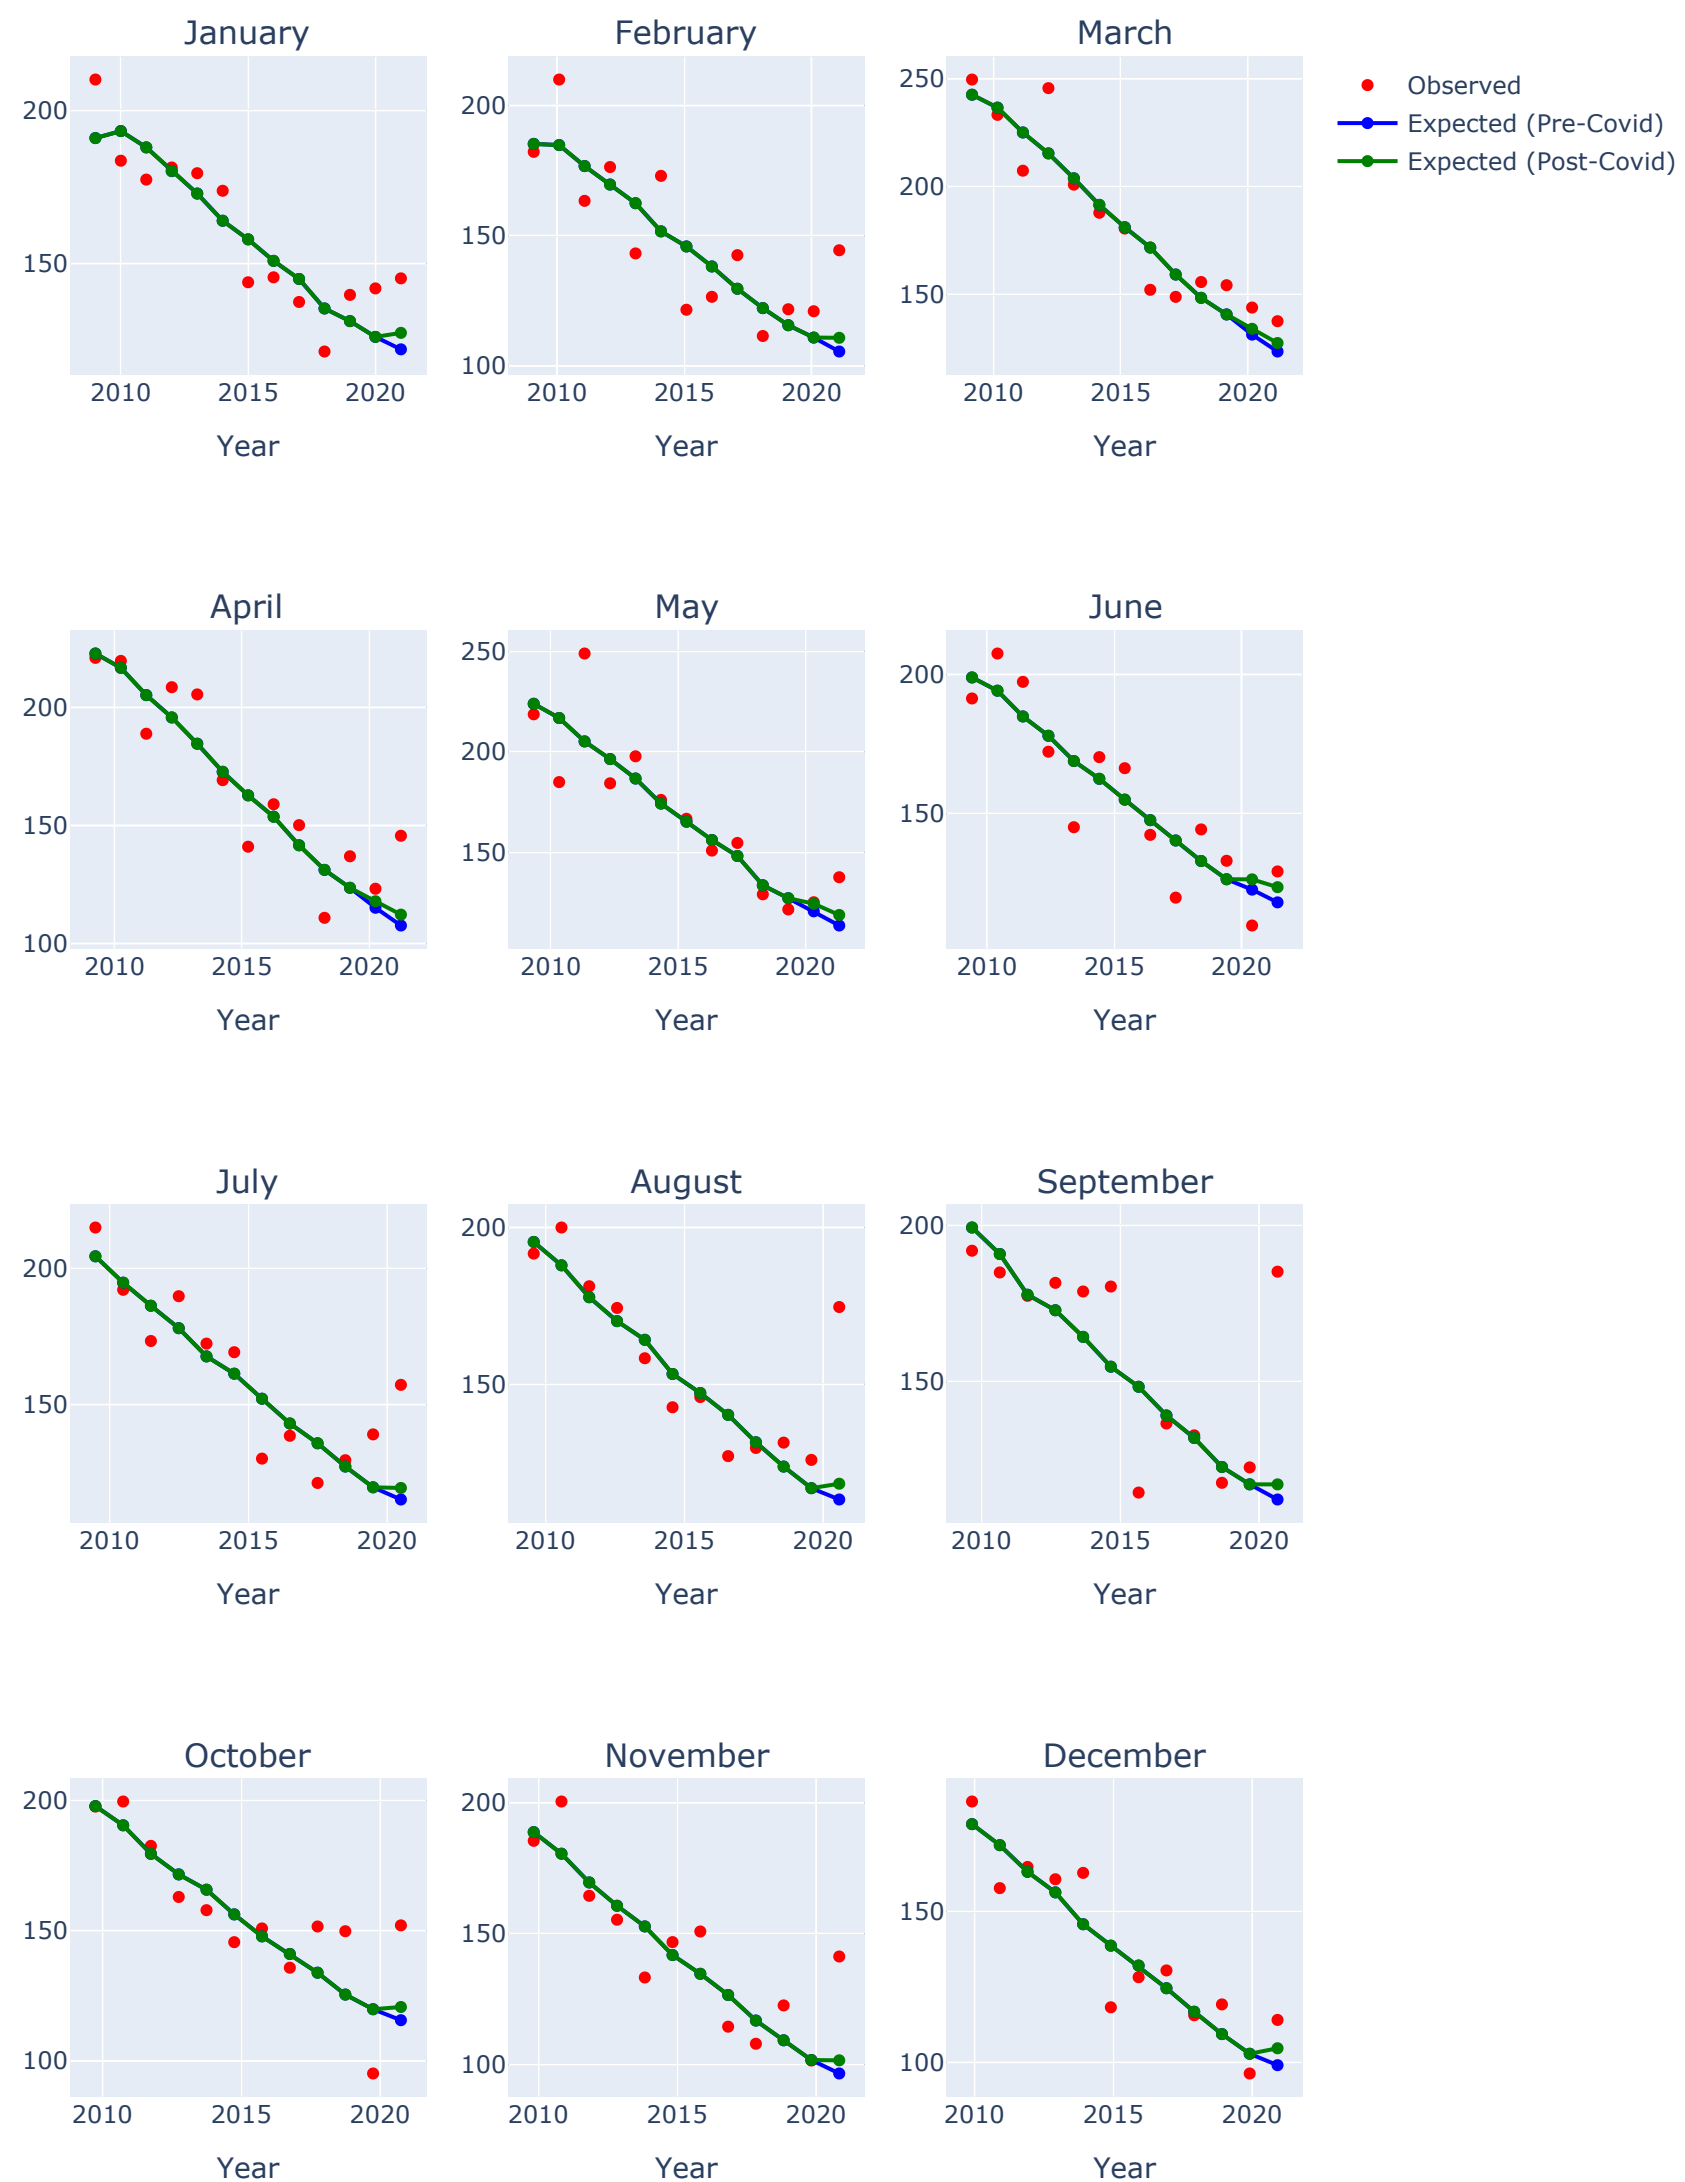 January
February
March
200
150
2010
2015
2020
Year
200
150
100
2010
2015
2020
Year
250
200
150
2010
2015
2020
Year
Observed
Expected (Pre-Covid)
Expected (Post-Covid)
April
May
June
200
150
100
2010
2015
2020
Year
250
200
150
2010
2015
2020
Year
200
150
2010
2015
2020
Year
July
August
September
200
150
2010
2015
2020
Year
200
150
2010
2015
2020
Year
200
150
2010
2015
2020
Year
October
November
December
200
150
100
2010
2015
2020
Year
200
150
100
2010
2015
2020
Year
150
100
2010
2015
2020
Year